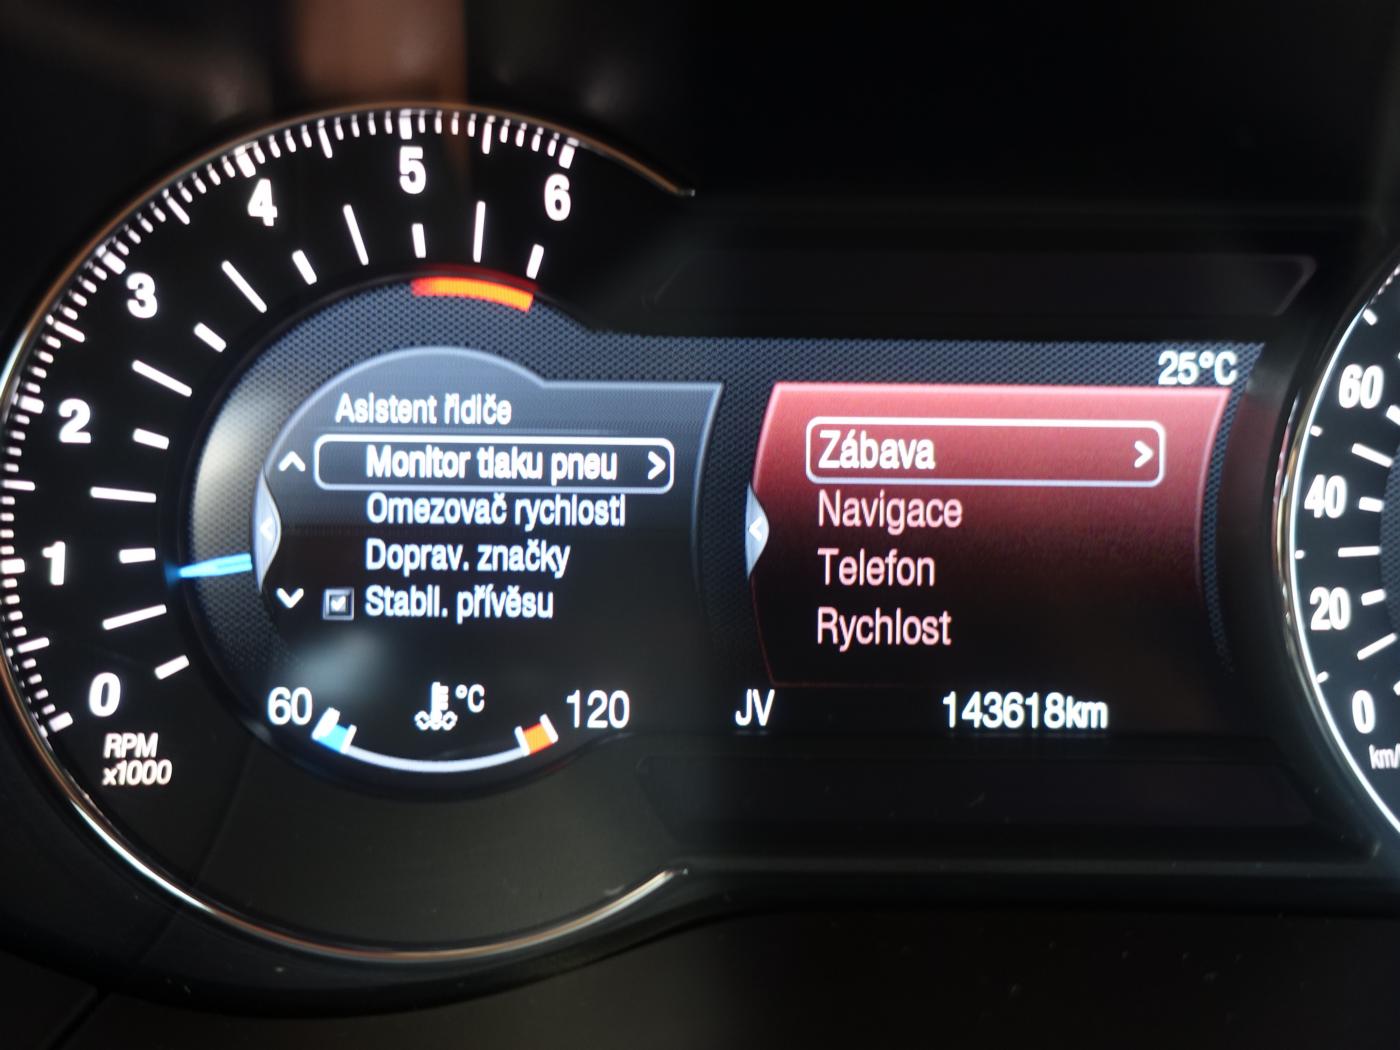 5
4
6
3
25°C
60
Asistent řidiče
2
Monitor tlaku pneu
Zábava
Omezovač rychlosti
Navigace
40
Doprav. značky
Telefon
1
Stabil. přívěsu
Rychlost
20
0
60
°C
120
JV
143618km
0
RPM
x1000
km/